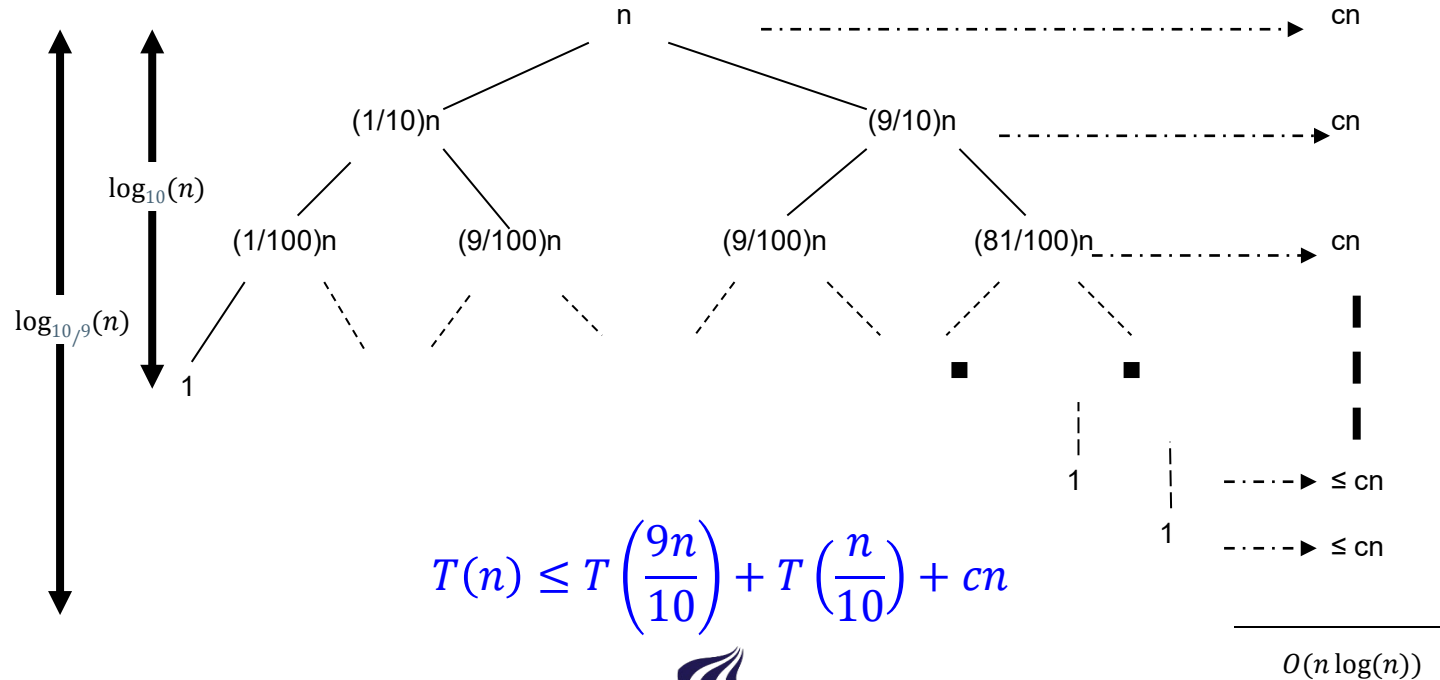 n cn
(1/10)n (9/10)n cn
log₁₀(n)
(1/100)n (9/100)n (9/100)n (81/100)n cn
log₁₀/₉(n)
1
1 ≤ cn
1 ≤ cn
T(n) ≤ T(9n/10) + T(n/10) + cn
O(n log(n))